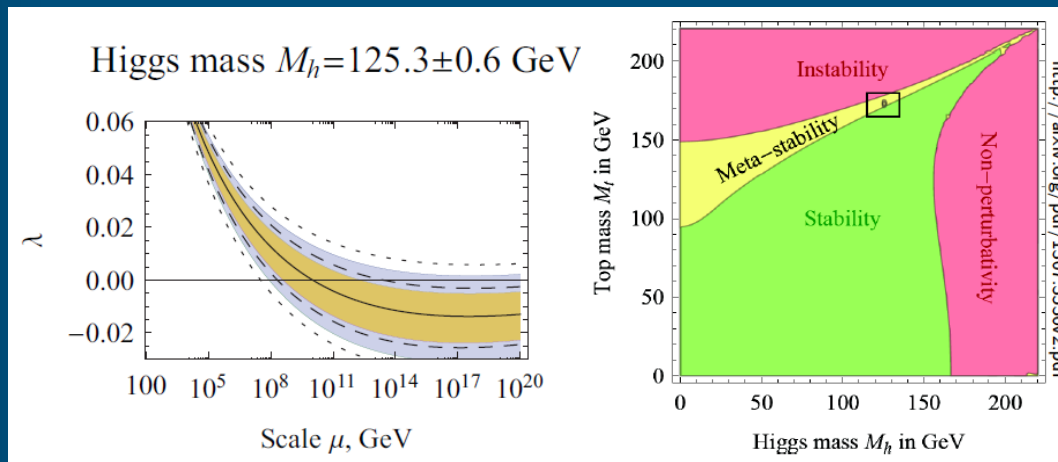 Higgs mass M_h=125.3±0.6 GeV
0.06
0.04
0.02
0.00
−0.02
λ
100
10^5
10^8
10^11
10^14
10^17
10^20
Scale μ, GeV
Instability
Meta−stability
Stability
Non−perturbativity
200
150
100
50
0
Top mass M_t in GeV
0
50
100
150
200
Higgs mass M_h in GeV